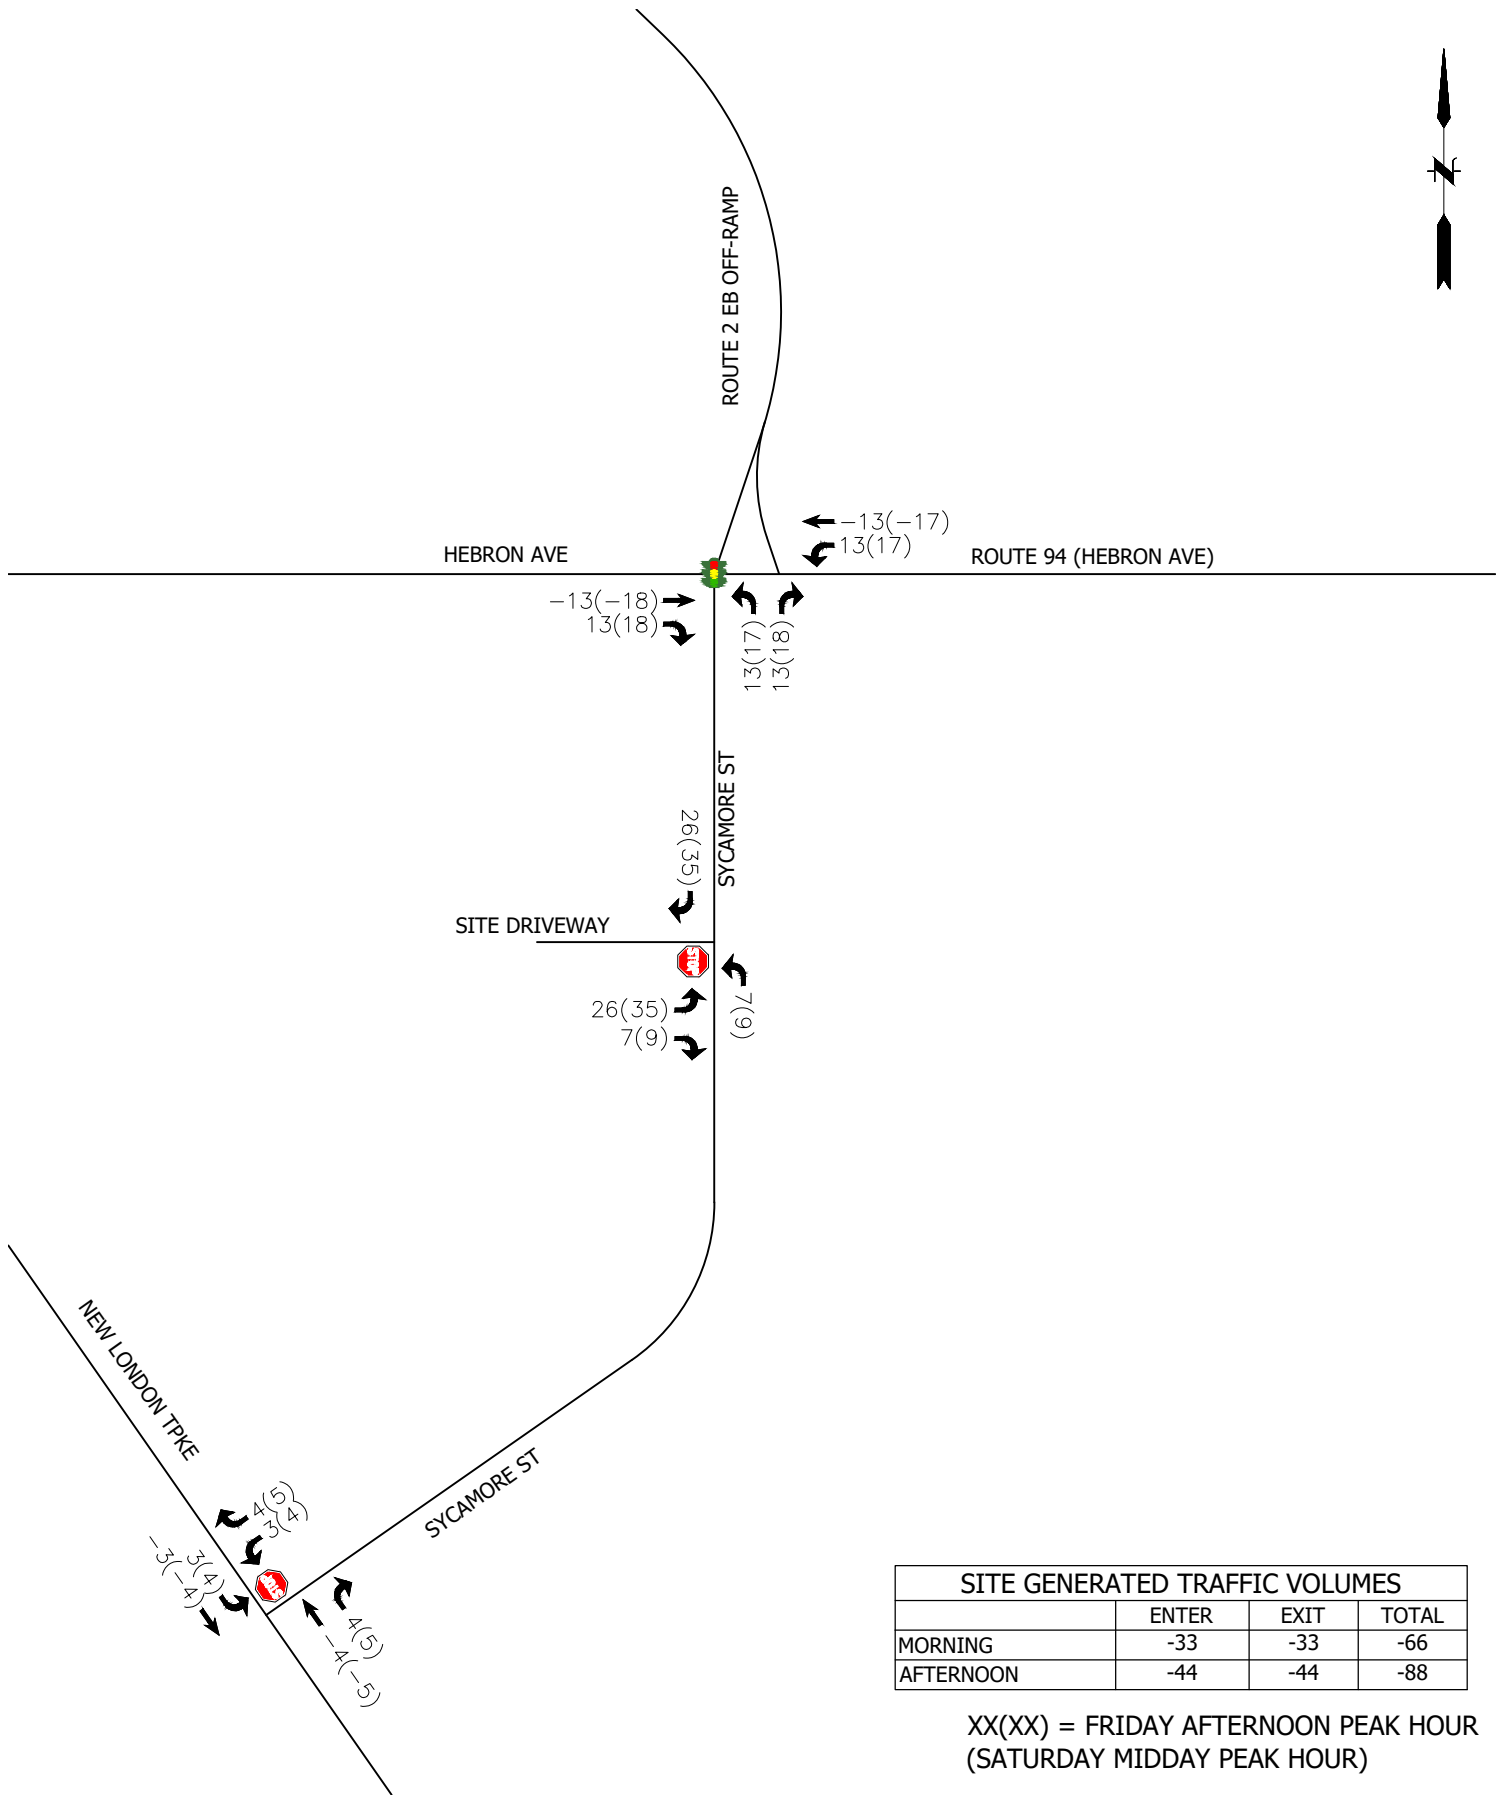 ROUTE 2 EB OFF-RAMP
N
-13(-17)
13(17)
HEBRON AVE
ROUTE 94 (HEBRON AVE)
-13(-18)
13(18)
13(17)
13(18)
SYCAMORE ST
26(35)
SITE DRIVEWAY
STOP
26(35)
7(9)
7(9)
NEW LONDON TPKE
SYCAMORE ST
4(5)
3(4)
3(4)
-3(-4)
STOP
4(5)
-4(-5)
SITE GENERATED TRAFFIC VOLUMES
ENTER EXIT TOTAL
MORNING -33 -33 -66
AFTERNOON -44 -44 -88
XX(XX) = FRIDAY AFTERNOON PEAK HOUR
(SATURDAY MIDDAY PEAK HOUR)